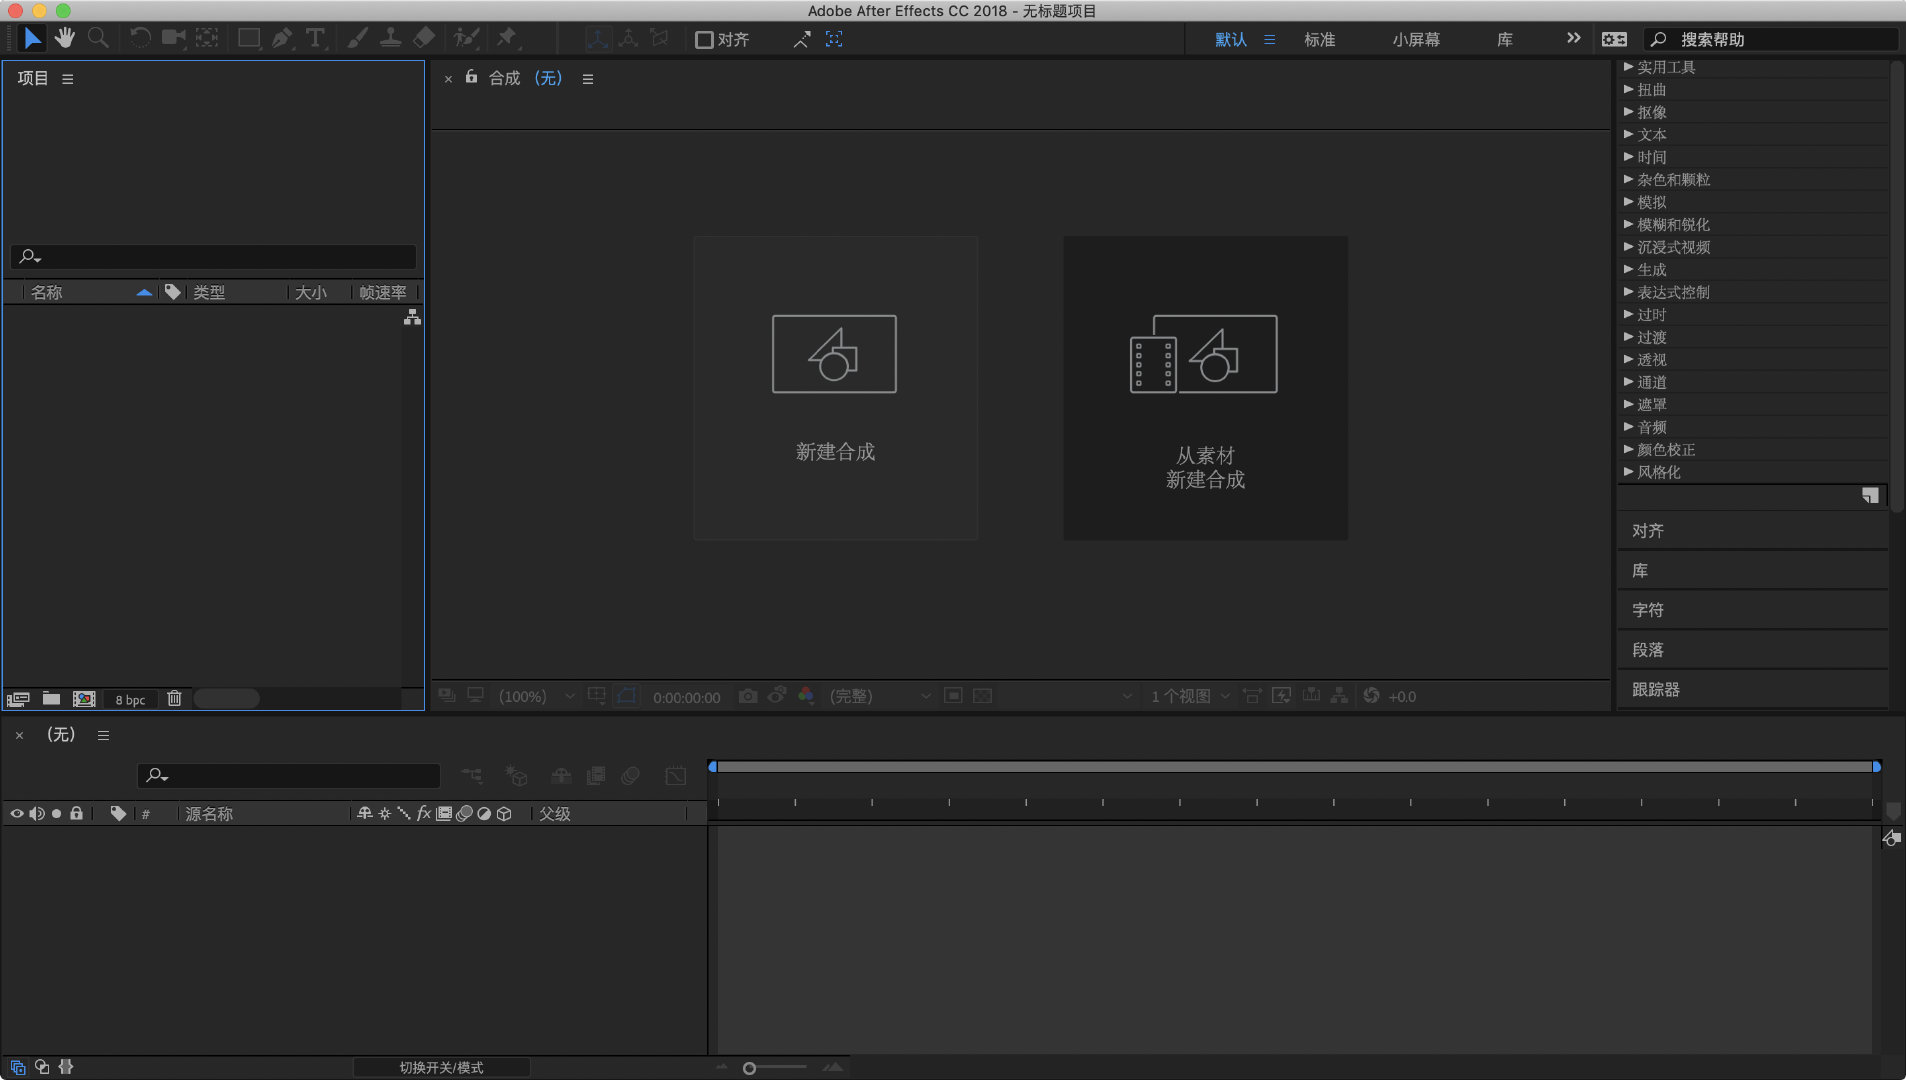 Adobe After Effects CC 2018 - 无标题项目
对齐
默认
标准
小屏幕
库
搜索帮助
项目
合成 (无)
名称
类型
大小
帧速率
新建合成
从素材
新建合成
实用工具
扭曲
抠像
文本
时间
杂色和颗粒
模拟
模糊和锐化
沉浸式视频
生成
表达式控制
过时
过渡
透视
通道
遮罩
音频
颜色校正
风格化
对齐
库
字符
段落
跟踪器
8 bpc
(100%)
0:00:00:00
(完整)
1 个视图
+0.0
(无)
#
源名称
fx
父级
切换开关/模式